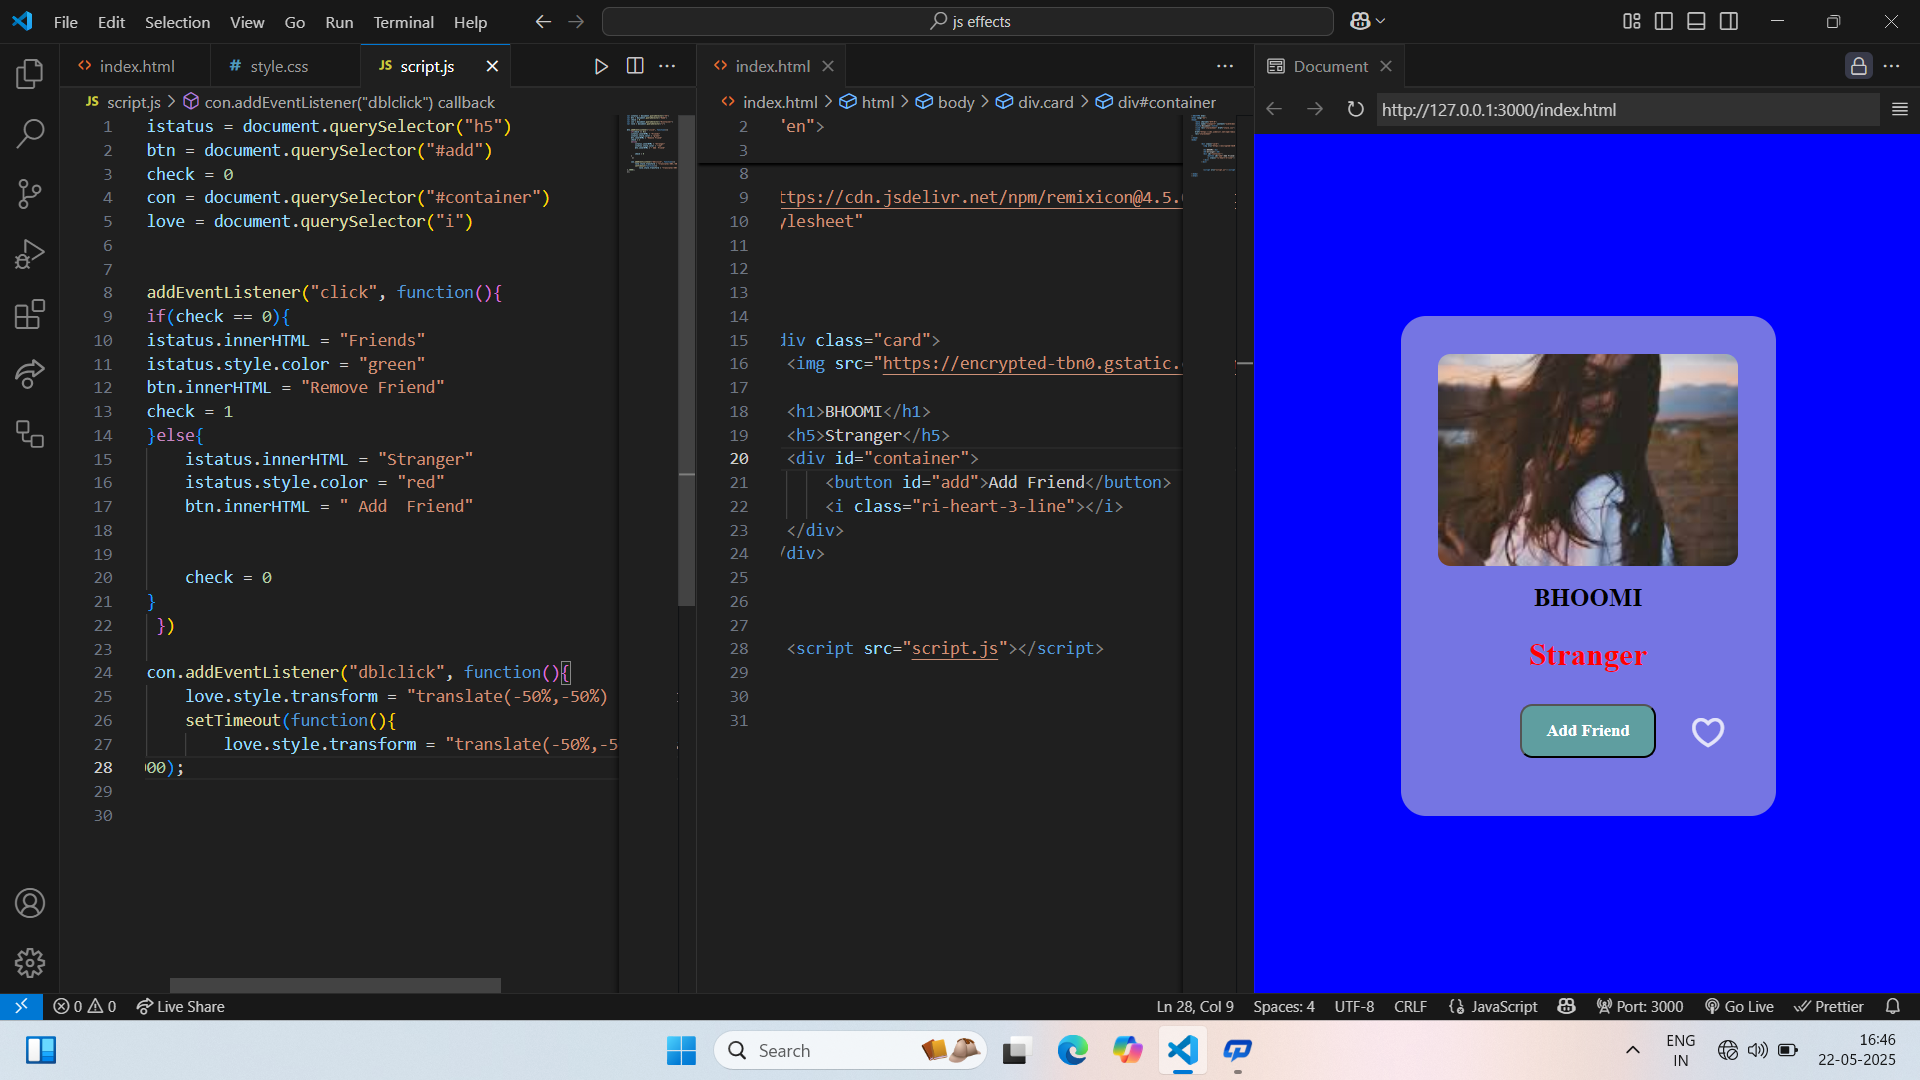 File Edit Selection View Go Run Terminal Help
js effects
index.html
style.css
JS script.js
JS script.js > con.addEventListener("dblclick") callback
1 istatus = document.querySelector("h5")
2 btn = document.querySelector("#add")
3 check = 0
4 con = document.querySelector("#container")
5 love = document.querySelector("i")
6
7
8 addEventListener("click", function(){
9 if(check == 0){
10 istatus.innerHTML = "Friends"
11 istatus.style.color = "green"
12 btn.innerHTML = "Remove Friend"
13 check = 1
14 }else{
15 istatus.innerHTML = "Stranger"
16 istatus.style.color = "red"
17 btn.innerHTML = " Add  Friend"
18
19
20 check = 0
21 }
22 })
23
24 con.addEventListener("dblclick", function(){
25 love.style.transform = "translate(-50%,-50%)
26 setTimeout(function(){
27 love.style.transform = "translate(-50%,-5
28 00);
29
30
index.html
index.html > html > body > div.card > div#container
2 "en">
3
8
9 ttps://cdn.jsdelivr.net/npm/remixicon@4.5.
10 ylesheet"
11
12
13
14
15 div class="card">
16 <img src="https://encrypted-tbn0.gstatic.
17
18 <h1>BHOOMI</h1>
19 <h5>Stranger</h5>
20 <div id="container">
21 <button id="add">Add Friend</button>
22 <i class="ri-heart-3-line"></i>
23 </div>
24 /div>
25
26
27
28 <script src="script.js"></script>
29
30
31
Document
http://127.0.0.1:3000/index.html
BHOOMI
Stranger
Add Friend
0 0 Live Share
Ln 28, Col 9 Spaces: 4 UTF-8 CRLF JavaScript Port: 3000 Go Live Prettier
Search
ENG
IN
16:46
22-05-2025